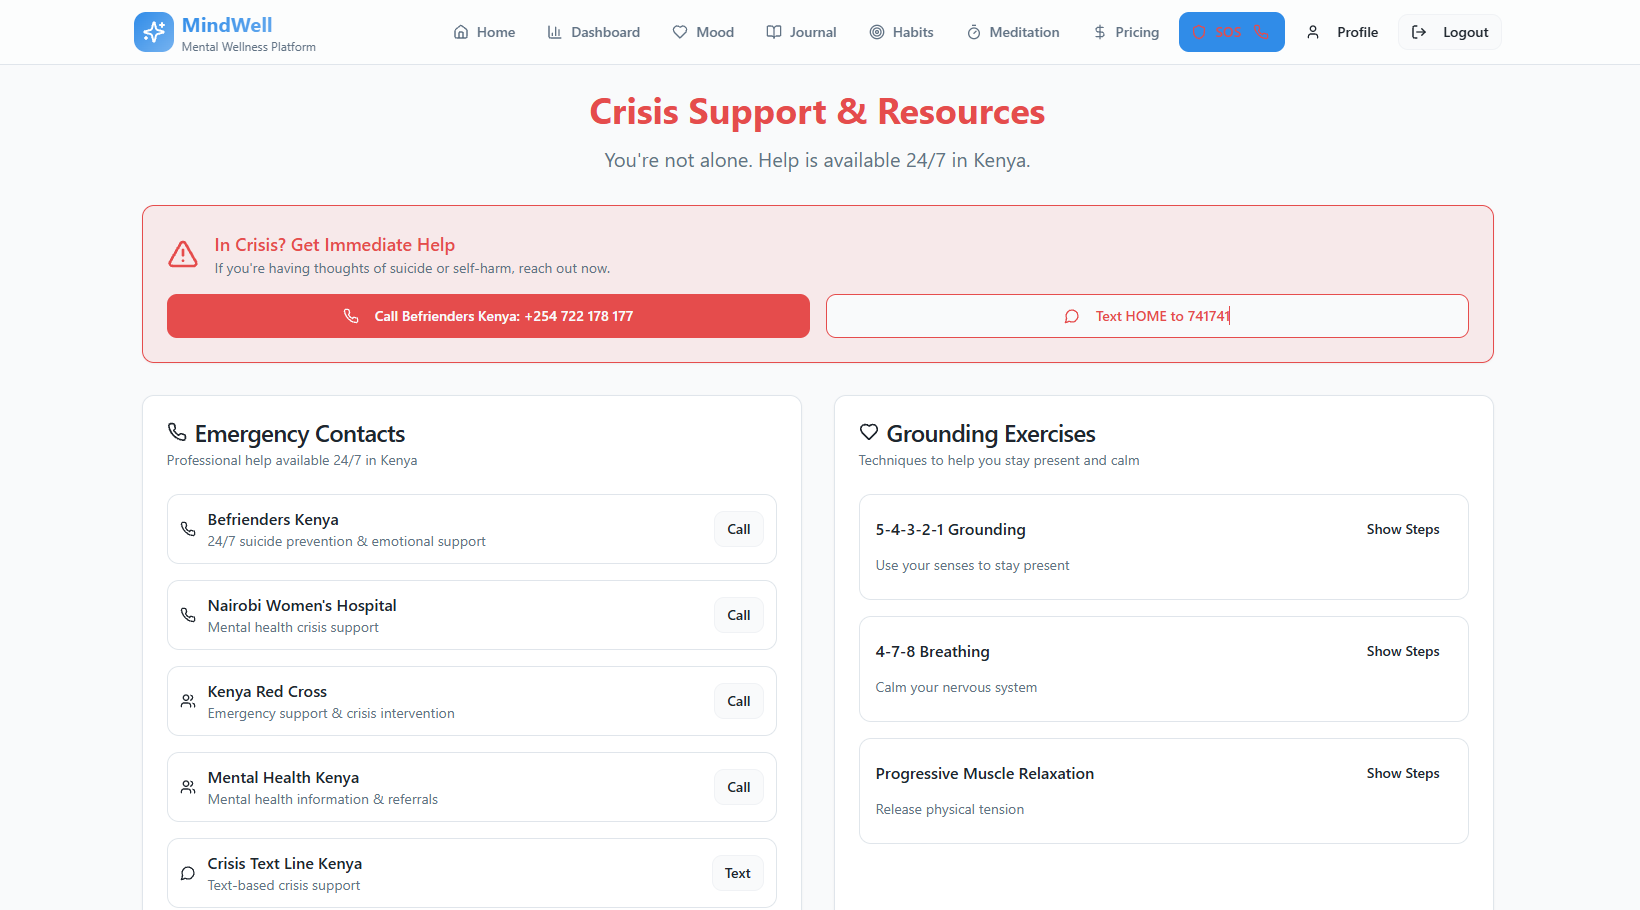 MindWell
Mental Wellness Platform
Home
Dashboard
Mood
Journal
Habits
Meditation
Pricing
SOS
Profile
Logout
Crisis Support & Resources
You're not alone. Help is available 24/7 in Kenya.
In Crisis? Get Immediate Help
If you're having thoughts of suicide or self-harm, reach out now.
Call Befrienders Kenya: +254 722 178 177
Text HOME to 741741
Emergency Contacts
Professional help available 24/7 in Kenya
Befrienders Kenya
24/7 suicide prevention & emotional support
Call
Nairobi Women's Hospital
Mental health crisis support
Call
Kenya Red Cross
Emergency support & crisis intervention
Call
Mental Health Kenya
Mental health information & referrals
Call
Crisis Text Line Kenya
Text-based crisis support
Text
Grounding Exercises
Techniques to help you stay present and calm
5-4-3-2-1 Grounding
Show Steps
Use your senses to stay present
4-7-8 Breathing
Show Steps
Calm your nervous system
Progressive Muscle Relaxation
Show Steps
Release physical tension